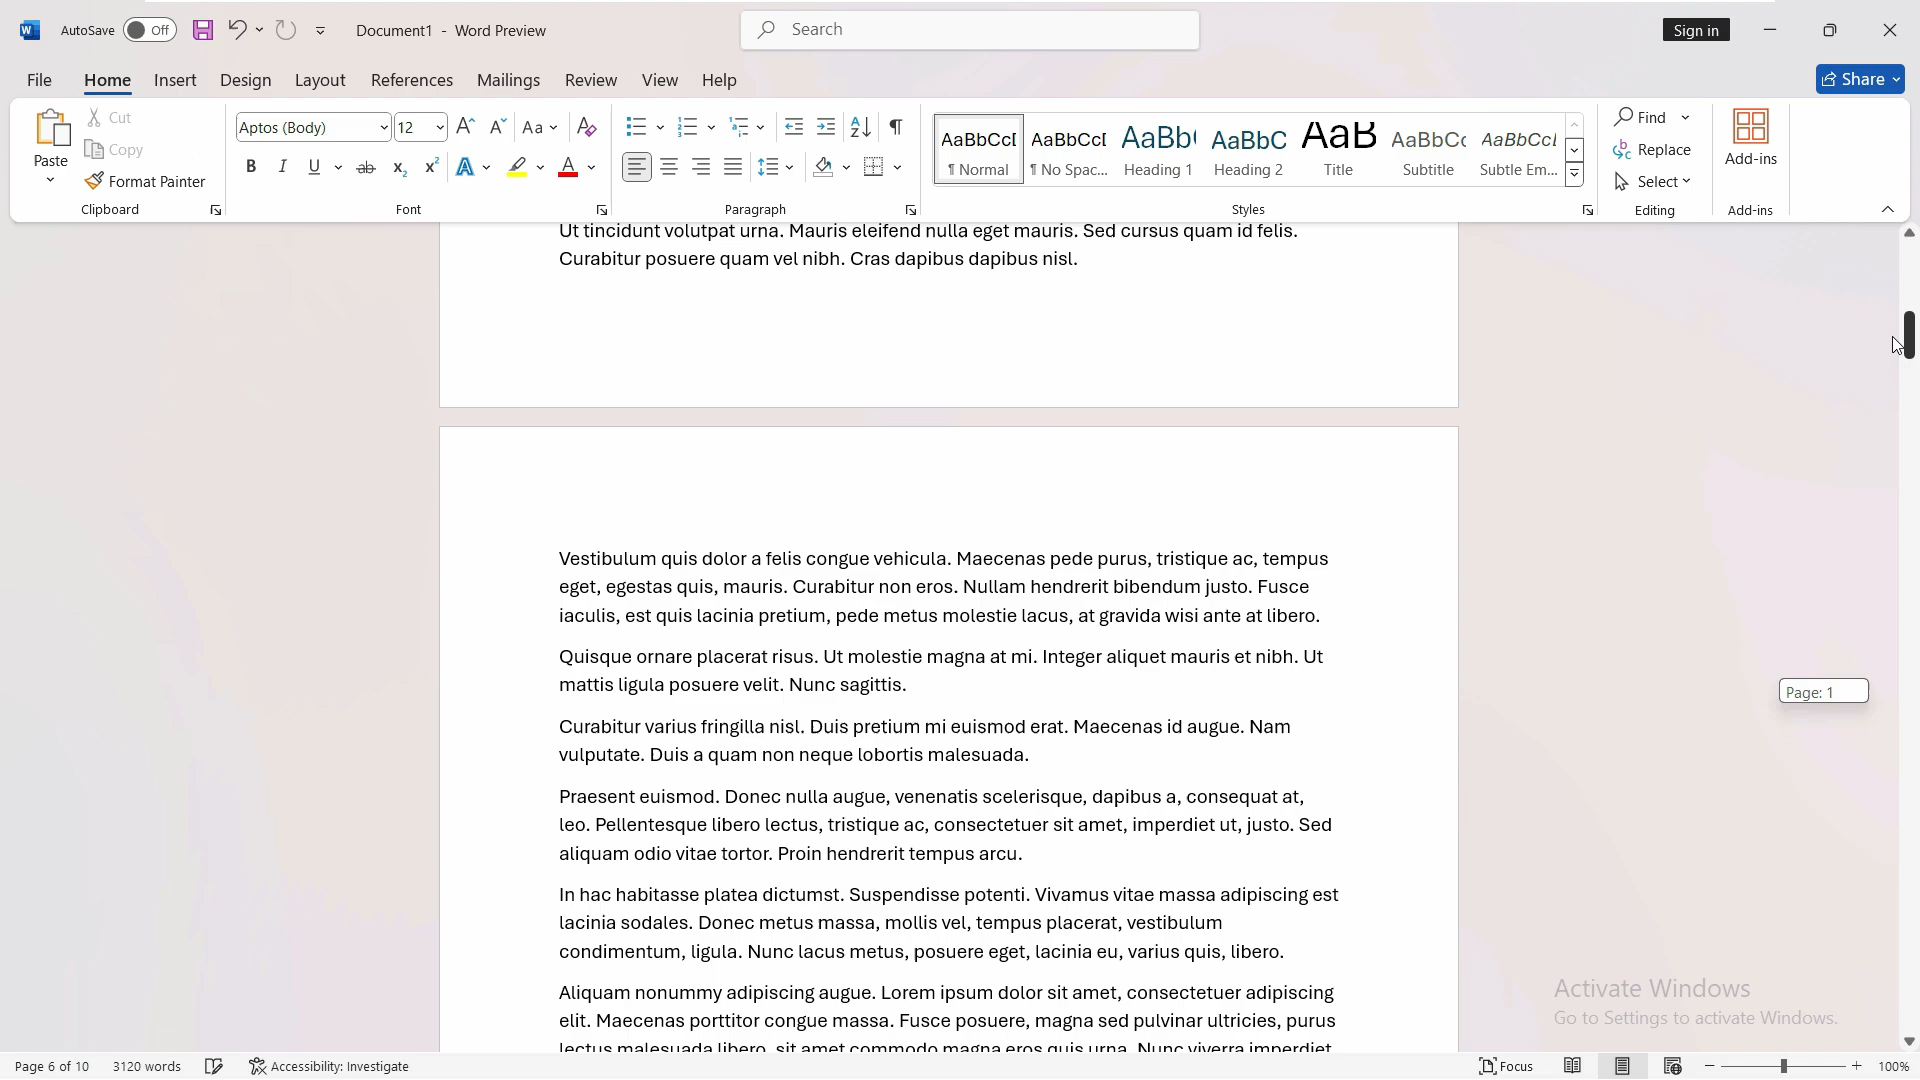 AutoSave Off Document1 - Word Preview Search Sign in
File Home Insert Design Layout References Mailings Review View Help Share
Paste Cut Copy Format Painter Clipboard
Aptos (Body) 12 Aa
B I U ab x₂ x² A A Font
Paragraph
AaBbCcI ¶ Normal
AaBbCcI ¶ No Spac...
AaBb( Heading 1
AaBbC Heading 2
AaB Title
AaBbCc Subtitle
AaBbCcl Subtle Em...
Styles
Find
Replace
Select
Editing
Add-ins
Add-ins
Ut tincidunt volutpat urna. Mauris eleifend nulla eget mauris. Sed cursus quam id felis.
Curabitur posuere quam vel nibh. Cras dapibus dapibus nisl.
Vestibulum quis dolor a felis congue vehicula. Maecenas pede purus, tristique ac, tempus
eget, egestas quis, mauris. Curabitur non eros. Nullam hendrerit bibendum justo. Fusce
iaculis, est quis lacinia pretium, pede metus molestie lacus, at gravida wisi ante at libero.
Quisque ornare placerat risus. Ut molestie magna at mi. Integer aliquet mauris et nibh. Ut
mattis ligula posuere velit. Nunc sagittis.
Page: 1
Curabitur varius fringilla nisl. Duis pretium mi euismod erat. Maecenas id augue. Nam
vulputate. Duis a quam non neque lobortis malesuada.
Praesent euismod. Donec nulla augue, venenatis scelerisque, dapibus a, consequat at,
leo. Pellentesque libero lectus, tristique ac, consectetuer sit amet, imperdiet ut, justo. Sed
aliquam odio vitae tortor. Proin hendrerit tempus arcu.
In hac habitasse platea dictumst. Suspendisse potenti. Vivamus vitae massa adipiscing est
lacinia sodales. Donec metus massa, mollis vel, tempus placerat, vestibulum
condimentum, ligula. Nunc lacus metus, posuere eget, lacinia eu, varius quis, libero.
Aliquam nonummy adipiscing augue. Lorem ipsum dolor sit amet, consectetuer adipiscing
elit. Maecenas porttitor congue massa. Fusce posuere, magna sed pulvinar ultricies, purus
lectus malesuada libero, sit amet commodo magna eros quis urna. Nunc viverra imperdiet
Activate Windows
Go to Settings to activate Windows.
Page 6 of 10 3120 words Accessibility: Investigate Focus 100%